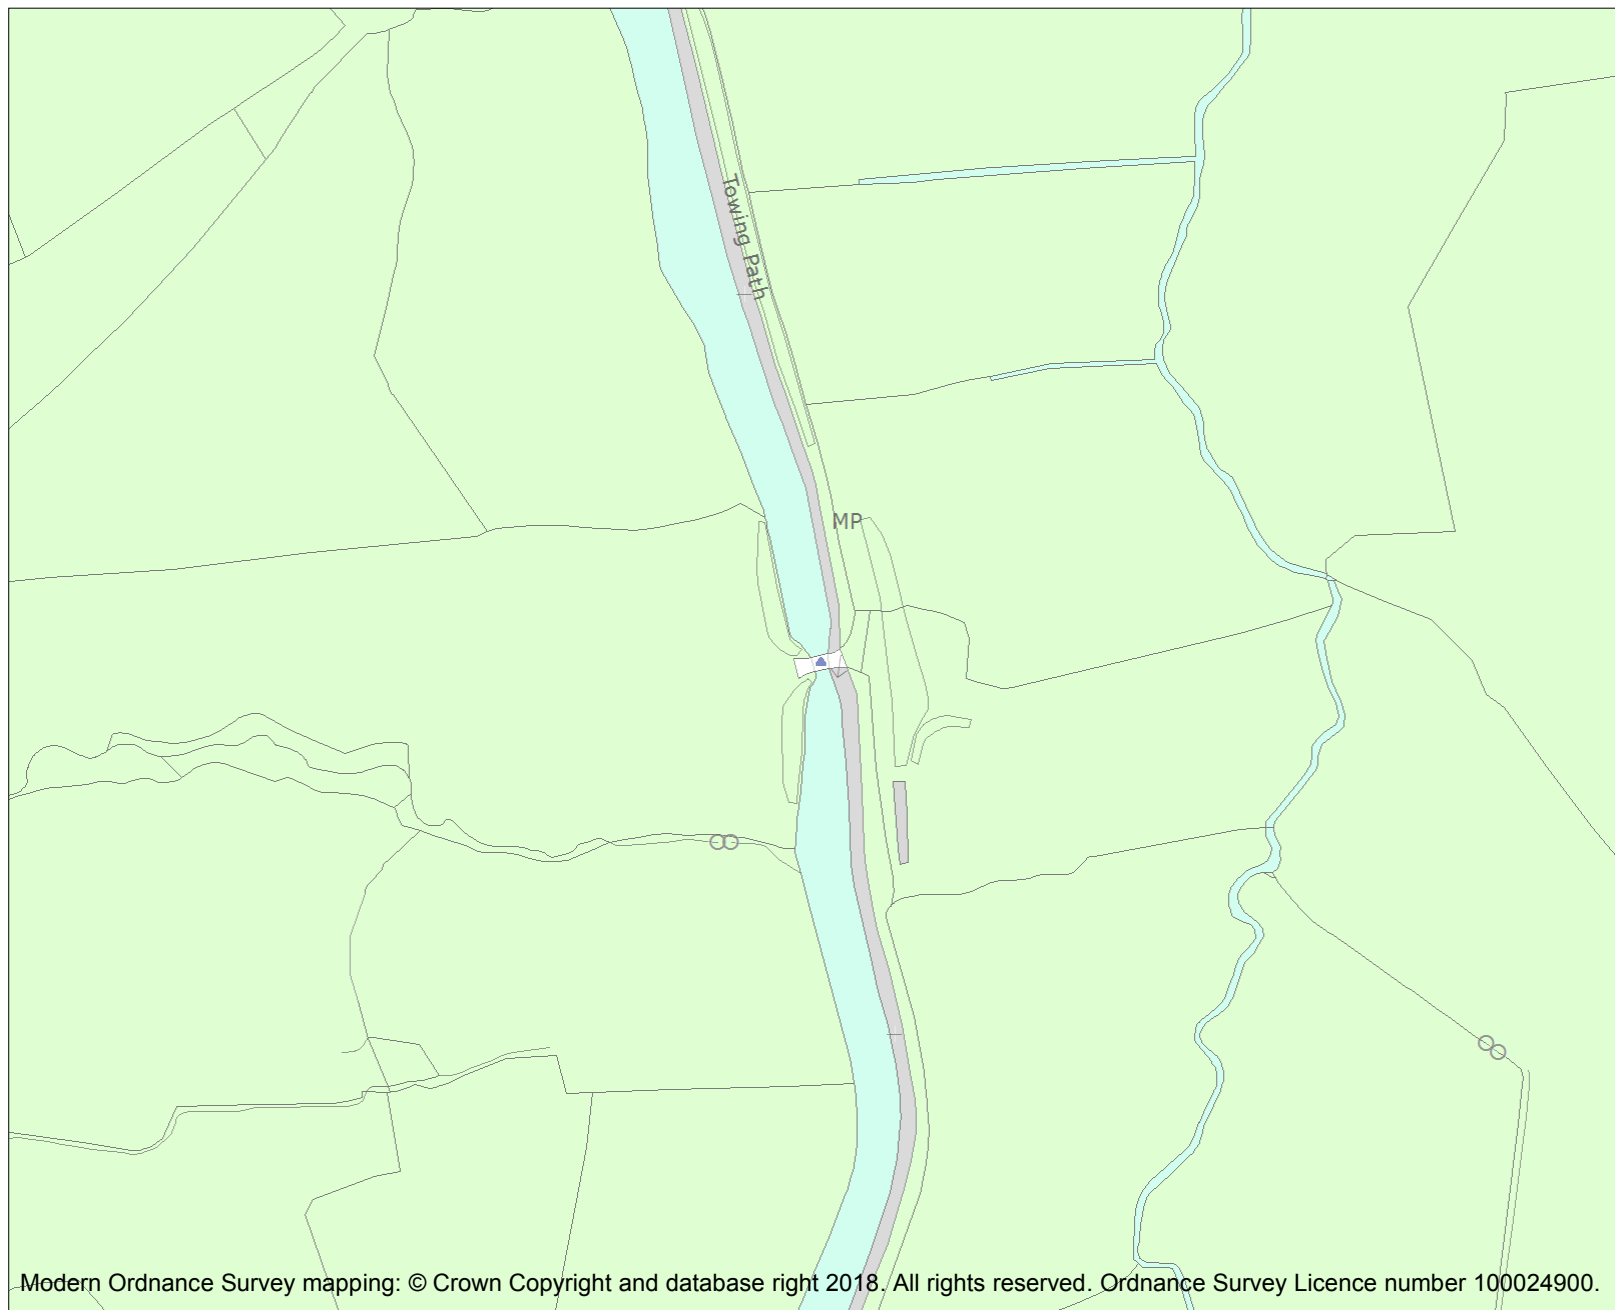 Towing Path
MP
Modern Ordnance Survey mapping: © Crown Copyright and database right 2018. All rights reserved. Ordnance Survey Licence number 100024900.